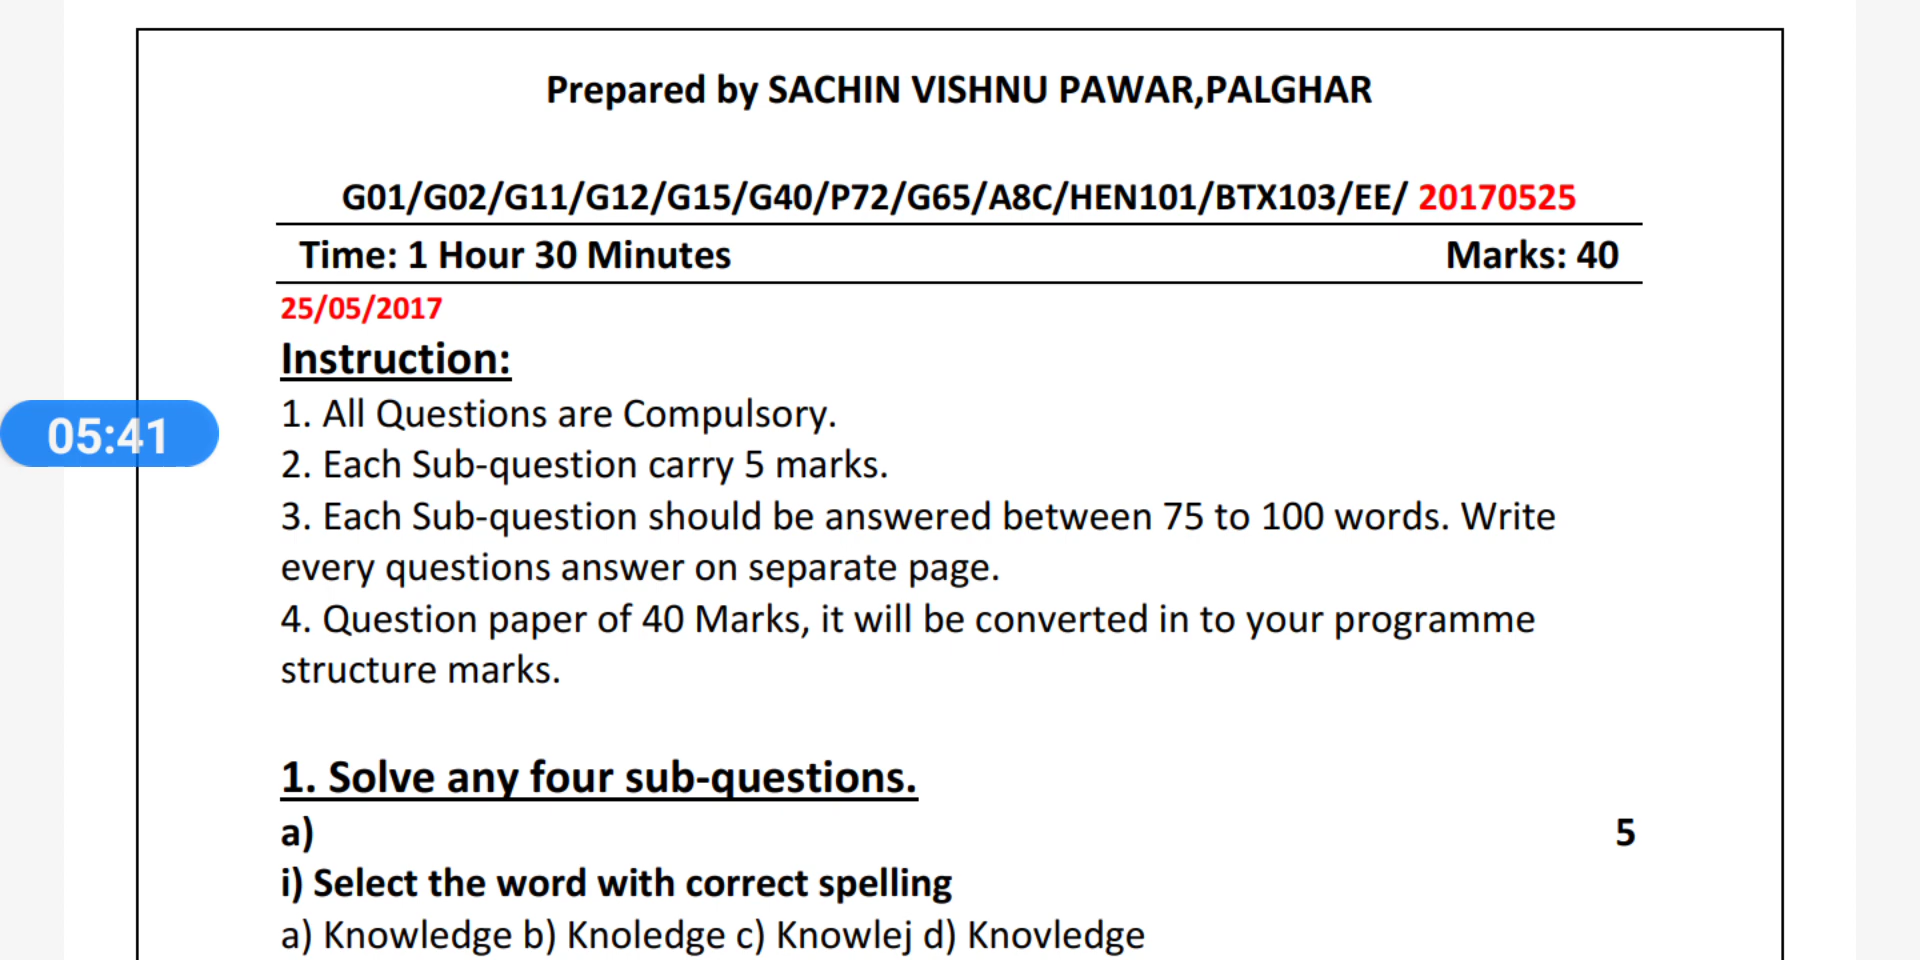 Prepared by SACHIN VISHNU PAWAR,PALGHAR
G01/G02/G11/G12/G15/G40/P72/G65/A8C/HEN101/BTX103/EE/ 20170525
Time: 1 Hour 30 Minutes Marks: 40
25/05/2017
Instruction:
1. All Questions are Compulsory.
05:41
2. Each Sub-question carry 5 marks.
3. Each Sub-question should be answered between 75 to 100 words. Write
every questions answer on separate page.
4. Question paper of 40 Marks, it will be converted in to your programme
structure marks.
1. Solve any four sub-questions.
a) 5
i) Select the word with correct spelling
a) Knowledge b) Knoledge c) Knowlej d) Knovledge